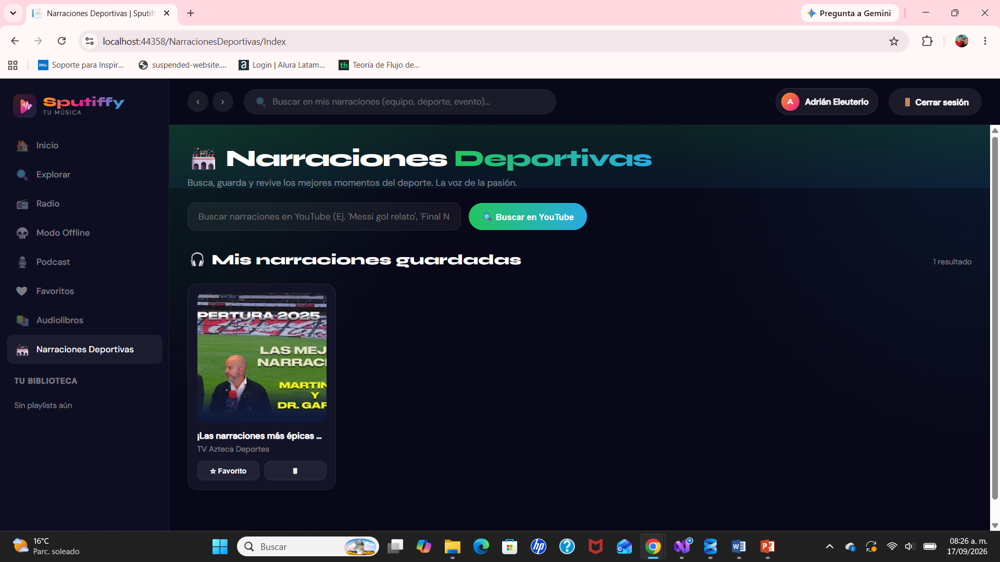 Narraciones Deportivas | Sputiff
Pregunta a Gemini
localhost:44358/NarracionesDeportivas/Index
Soporte para Inspir...
suspended-website....
Login | Alura Latam...
Teoría de Flujo de...
Sputiffy
TU MÚSICA
Buscar en mis narraciones (equipo, deporte, evento)...
A
Adrián Eleuterio
Cerrar sesión
Inicio
Explorar
Radio
Modo Offline
Podcast
Favoritos
Audiolibros
Narraciones Deportivas
TU BIBLIOTECA
Sin playlists aún
Narraciones Deportivas
Busca, guarda y revive los mejores momentos del deporte. La voz de la pasión.
Buscar narraciones en YouTube (Ej. 'Messi gol relato', 'Final N
Buscar en YouTube
Mis narraciones guardadas
1 resultado
PERTURA 2025
LAS MEJ
NARRAC
MARTIN
Y
DR. GAR
¡Las narraciones más épicas ...
TV Azteca Deportes
☆ Favorito
16°C
Parc. soleado
Buscar
08:26 a. m.
17/09/2026